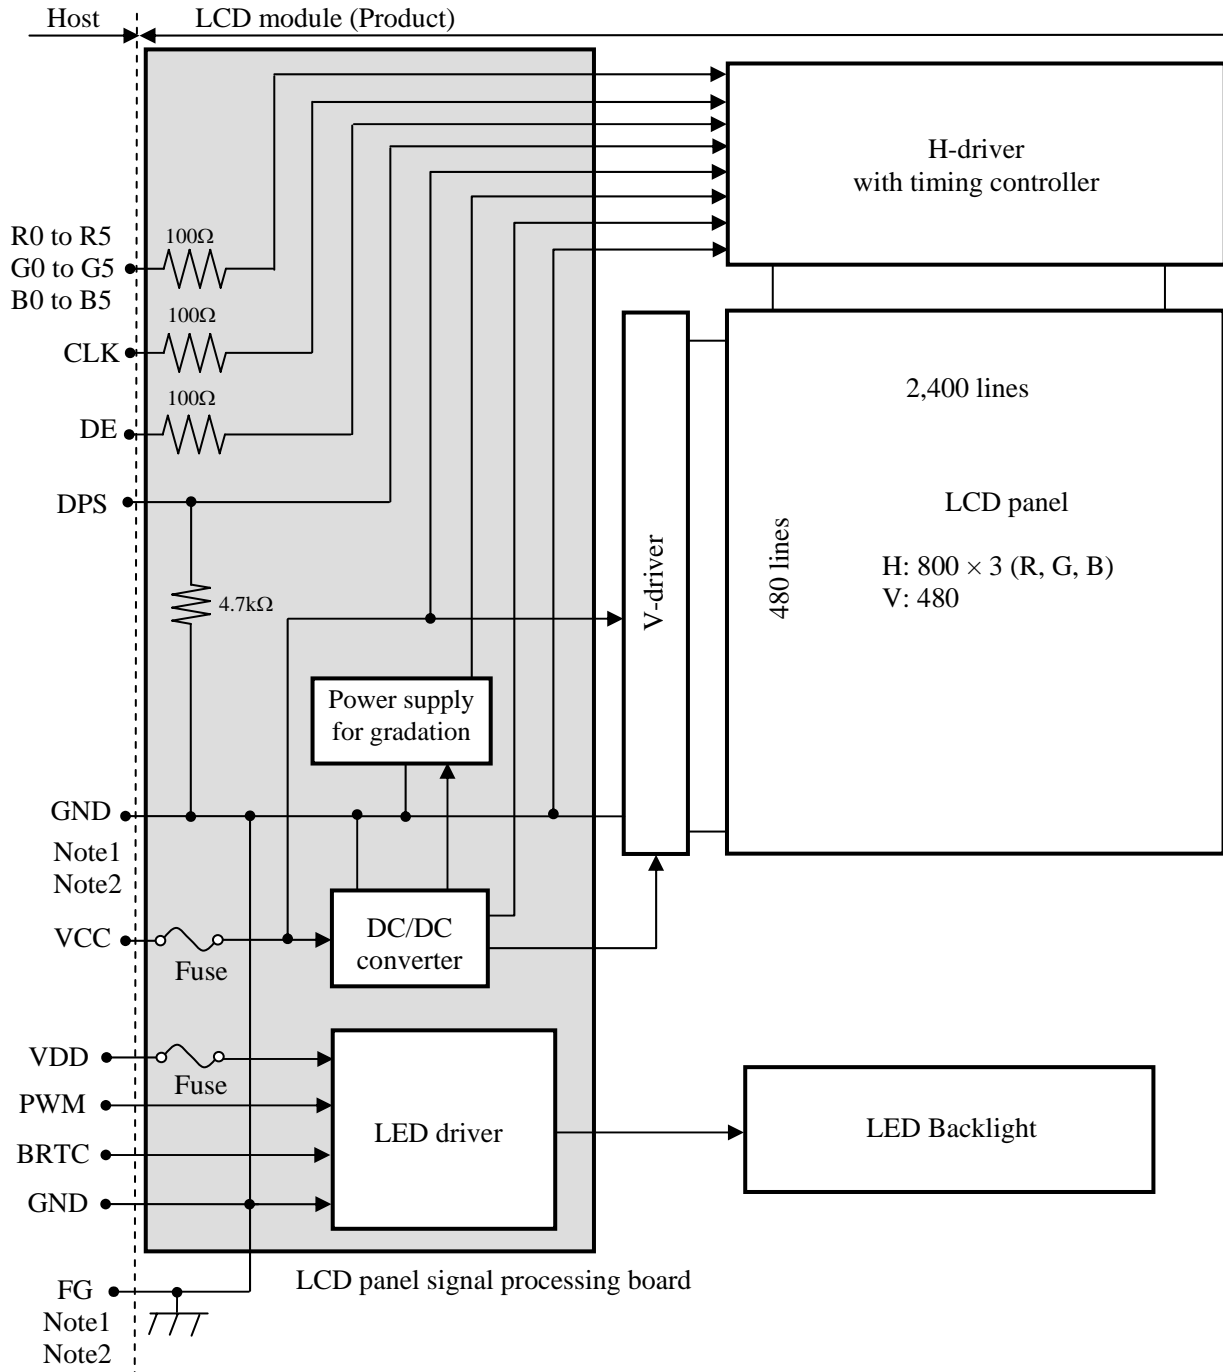 Host
LCD module (Product)
H-driver
with timing controller
R0 to R5
G0 to G5
B0 to B5
100Ω
CLK
100Ω
DE
100Ω
DPS
4.7kΩ
2,400 lines
480 lines
LCD panel
H: 800 × 3 (R, G, B)
V: 480
V-driver
Power supply
for gradation
GND
Note1
Note2
VCC
Fuse
DC/DC
converter
VDD
Fuse
PWM
BRTC
GND
LED driver
LED Backlight
LCD panel signal processing board
FG
Note1
Note2